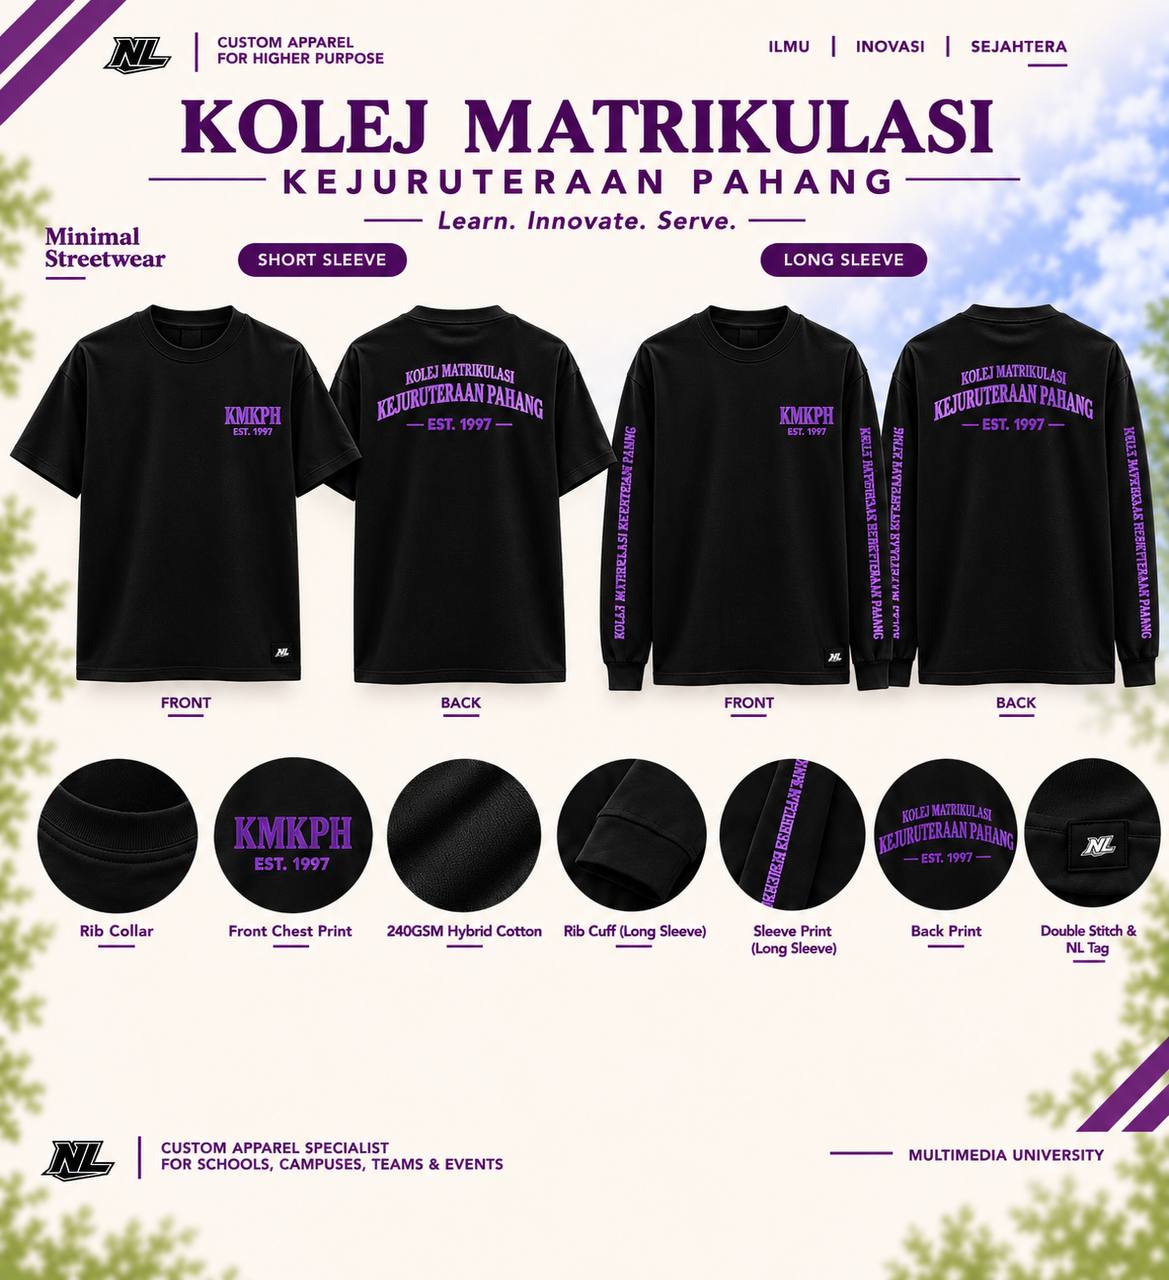 NL
CUSTOM APPAREL
FOR HIGHER PURPOSE
ILMU | INOVASI | SEJAHTERA
KOLEJ MATRIKULASI
KEJURUTERAAN PAHANG
Learn. Innovate. Serve.
Minimal
Streetwear
SHORT SLEEVE
LONG SLEEVE
KMKPH
EST. 1997
NL
KOLEJ MATRIKULASI
KEJURUTERAAN PAHANG
EST. 1997
KMKPH
EST. 1997
NL
KOLEJ MATRIKULASI
KEJURUTERAAN PAHANG
EST. 1997
FRONT
BACK
FRONT
BACK
KMKPH
EST. 1997
KOLEJ MATRIKULASI
KEJURUTERAAN PAHANG
EST. 1997
NL
Rib Collar
Front Chest Print
240GSM Hybrid Cotton
Rib Cuff (Long Sleeve)
Sleeve Print
(Long Sleeve)
Back Print
Double Stitch &
NL Tag
NL
CUSTOM APPAREL SPECIALIST
FOR SCHOOLS, CAMPUSES, TEAMS & EVENTS
MULTIMEDIA UNIVERSITY